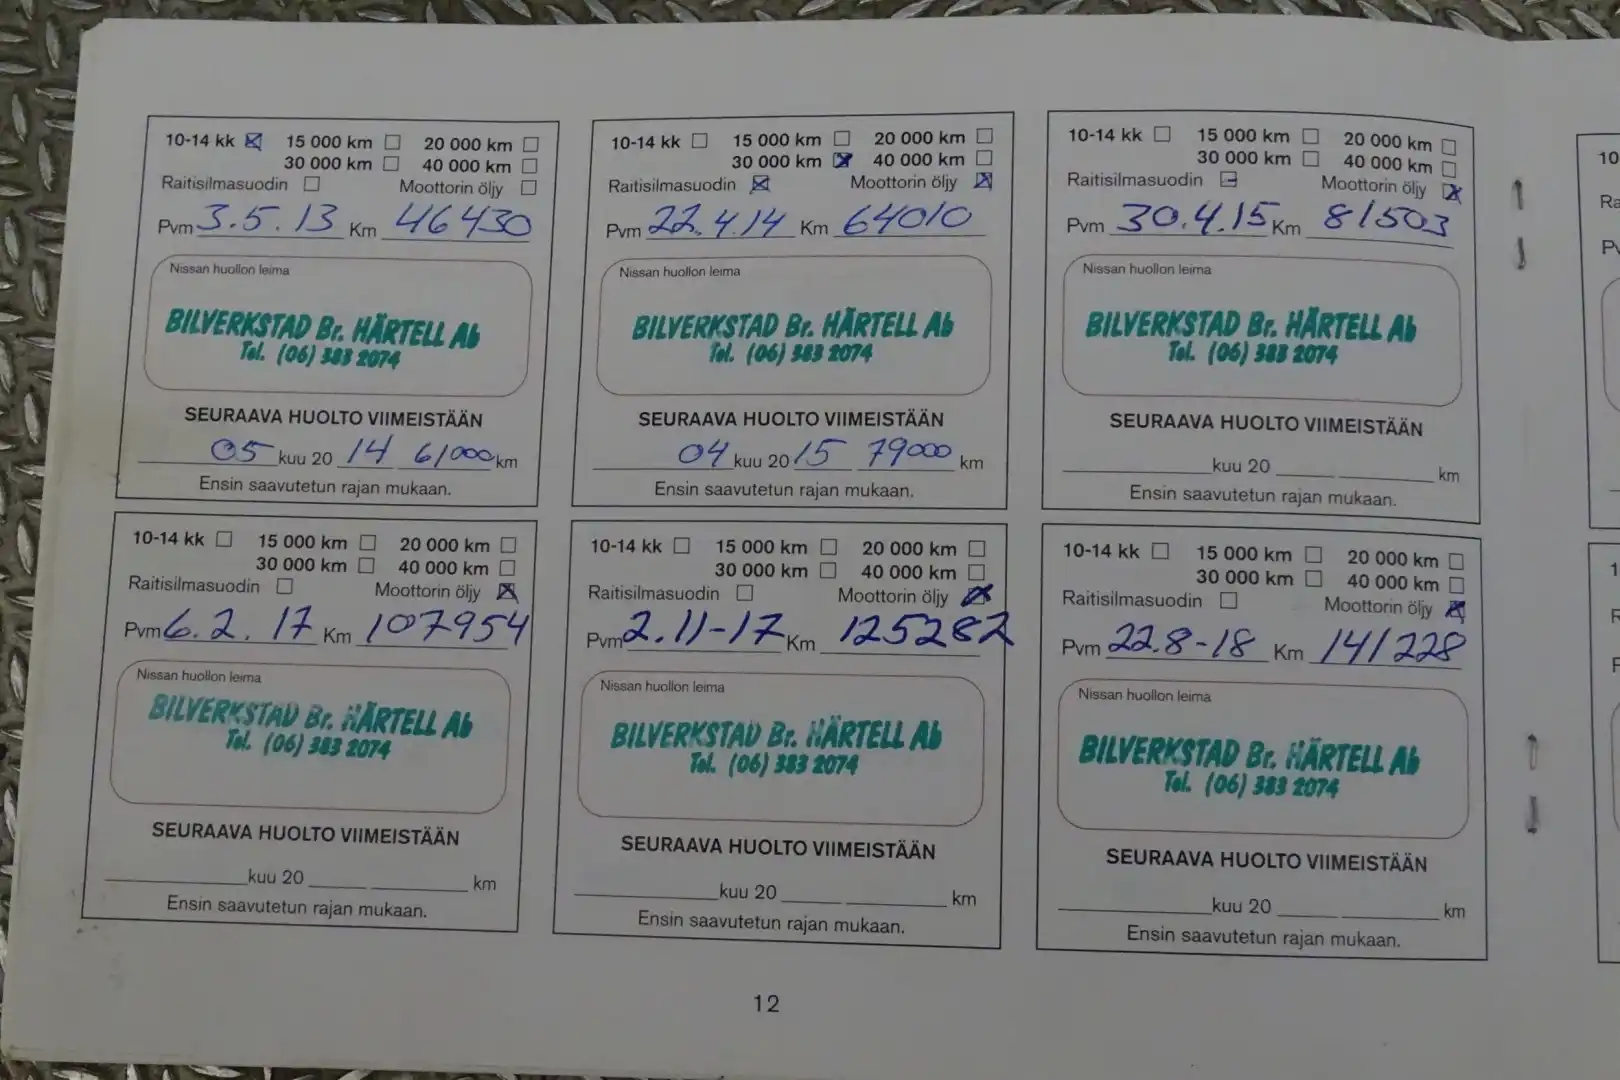 10-14 kk ☒ 15 000 km ☐ 20 000 km ☐
30 000 km ☐ 40 000 km ☐
Raitisilmasuodin ☐ Moottorin öljy ☐
Pvm 3.5.13 Km 46430
Nissan huollon leima
BILVERKSTAD Br. HÄRTELL Ab
Tel. (06) 383 2074
SEURAAVA HUOLTO VIIMEISTÄÄN
05 kuu 20 14 61000 km
Ensin saavutetun rajan mukaan.
10-14 kk ☐ 15 000 km ☐ 20 000 km ☐
30 000 km ☒ 40 000 km ☐
Raitisilmasuodin ☒ Moottorin öljy ☒
Pvm 22.4.14 Km 64010
Nissan huollon leima
BILVERKSTAD Br. HÄRTELL Ab
Tel. (06) 383 2074
SEURAAVA HUOLTO VIIMEISTÄÄN
04 kuu 20 15 79000 km
Ensin saavutetun rajan mukaan.
10-14 kk ☐ 15 000 km ☐ 20 000 km ☐
30 000 km ☐ 40 000 km ☐
Raitisilmasuodin ☐ Moottorin öljy ☒
Pvm 30.4.15 Km 81503
Nissan huollon leima
BILVERKSTAD Br. HÄRTELL Ab
Tel. (06) 383 2074
SEURAAVA HUOLTO VIIMEISTÄÄN
kuu 20 km
Ensin saavutetun rajan mukaan.
10-14 kk ☐ 15 000 km ☐ 20 000 km ☐
30 000 km ☐ 40 000 km ☐
Raitisilmasuodin ☐ Moottorin öljy ☒
Pvm 6.2.17 Km 107954
Nissan huollon leima
BILVERKSTAD Br. HÄRTELL Ab
Tel. (06) 383 2074
SEURAAVA HUOLTO VIIMEISTÄÄN
kuu 20 km
Ensin saavutetun rajan mukaan.
10-14 kk ☐ 15 000 km ☐ 20 000 km ☐
30 000 km ☐ 40 000 km ☐
Raitisilmasuodin ☐ Moottorin öljy ☒
Pvm 2.11-17 Km 125282
Nissan huollon leima
BILVERKSTAD Br. HÄRTELL Ab
Tel. (06) 383 2074
SEURAAVA HUOLTO VIIMEISTÄÄN
kuu 20 km
Ensin saavutetun rajan mukaan.
10-14 kk ☐ 15 000 km ☐ 20 000 km ☐
30 000 km ☐ 40 000 km ☐
Raitisilmasuodin ☐ Moottorin öljy ☒
Pvm 22.8-18 Km 141228
Nissan huollon leima
BILVERKSTAD Br. HÄRTELL Ab
Tel. (06) 383 2074
SEURAAVA HUOLTO VIIMEISTÄÄN
kuu 20 km
Ensin saavutetun rajan mukaan.
12